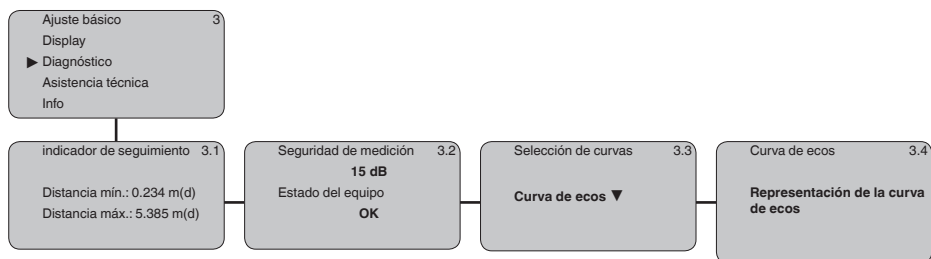 Ajuste básico 3
Display
▶ Diagnóstico
Asistencia técnica
Info
indicador de seguimiento 3.1
Distancia mín.: 0.234 m(d)
Distancia máx.: 5.385 m(d)
Seguridad de medición 3.2
15 dB
Estado del equipo
OK
Selección de curvas 3.3
Curva de ecos ▼
Curva de ecos 3.4
Representación de la curva
de ecos